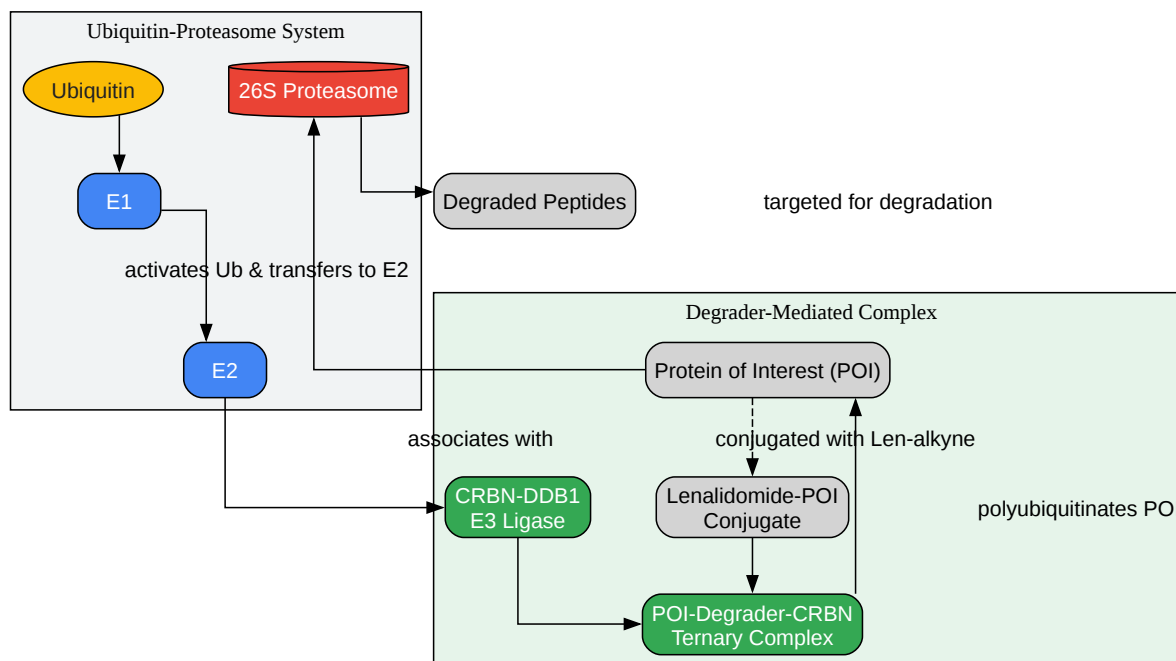 Ubiquitin-Proteasome System
Ubiquitin
26S Proteasome
E1
Degraded Peptides
targeted for degradation
activates Ub & transfers to E2
Degrader-Mediated Complex
E2
Protein of Interest (POI)
associates with
conjugated with Len-alkyne
CRBN-DDB1
E3 Ligase
Lenalidomide-POI
Conjugate
polyubiquitinates PO
POI-Degrader-CRBN
Ternary Complex